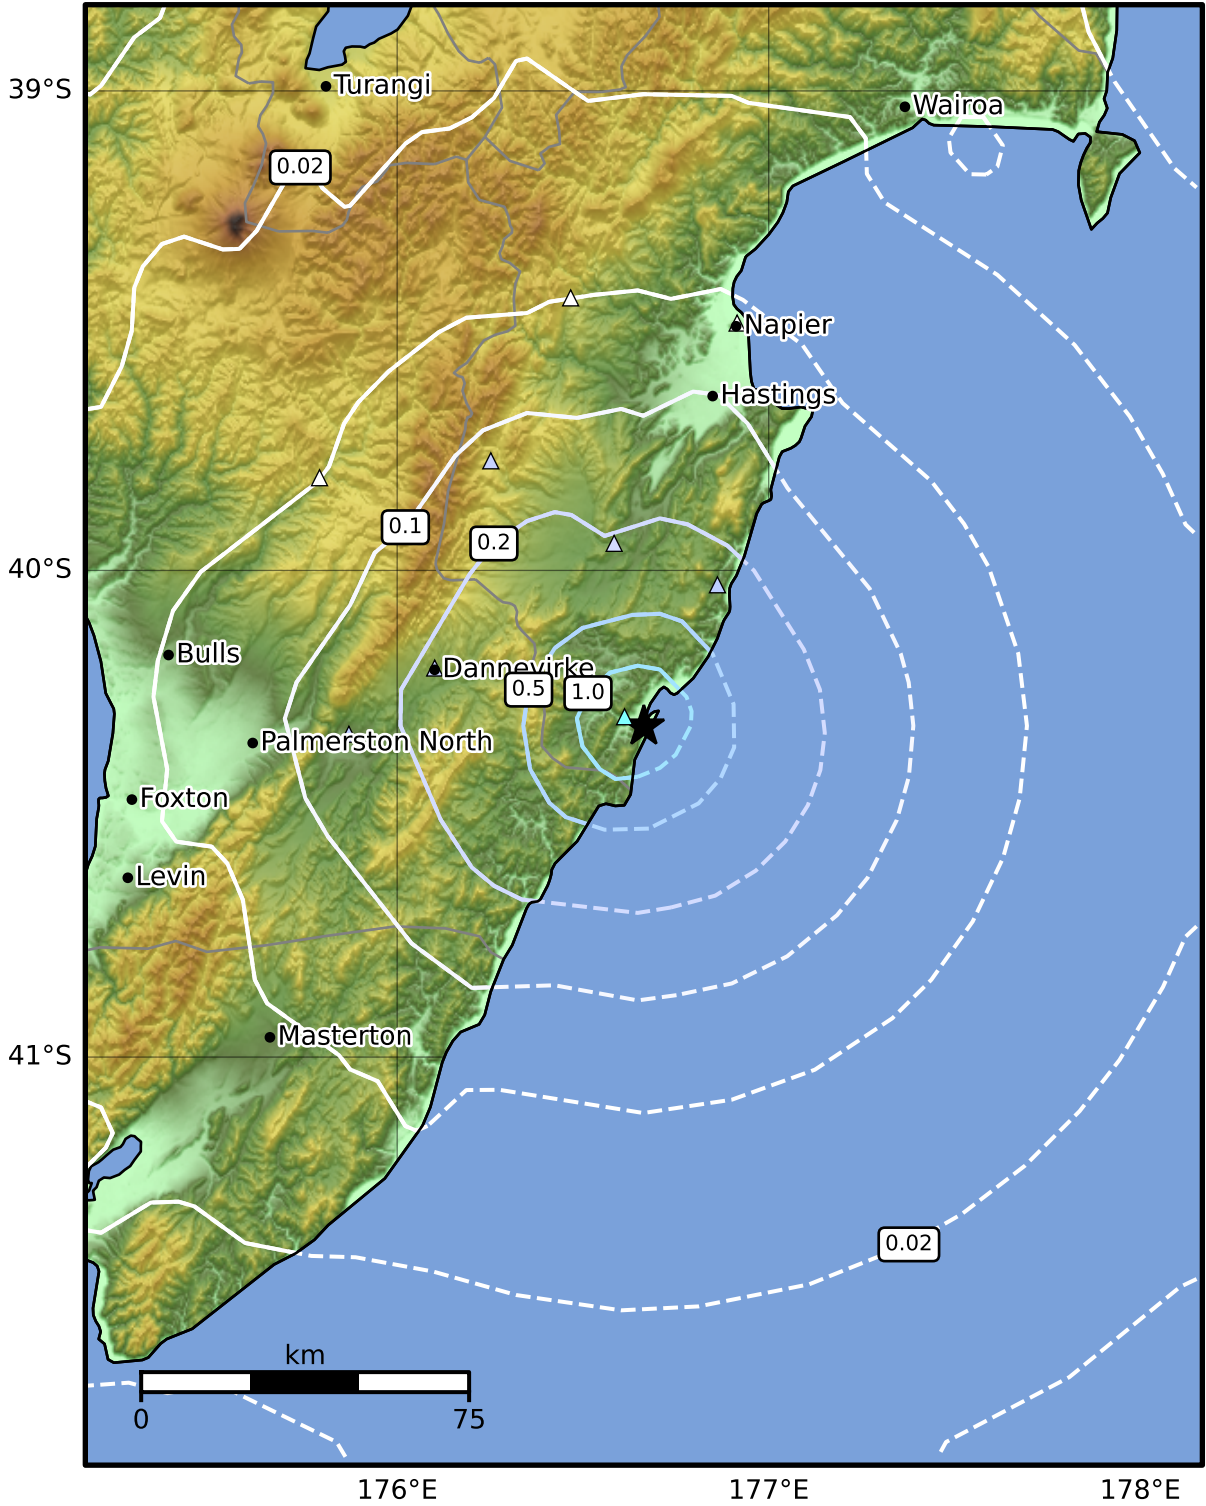 39°S
Turangi
Wairoa
0.02
Napier
Hastings
0.1
0.2
40°S
Bulls
Dannevirke
0.5
1.0
Palmerston North
Foxton
Levin
Masterton
41°S
0.02
km
0
75
176°E
177°E
178°E